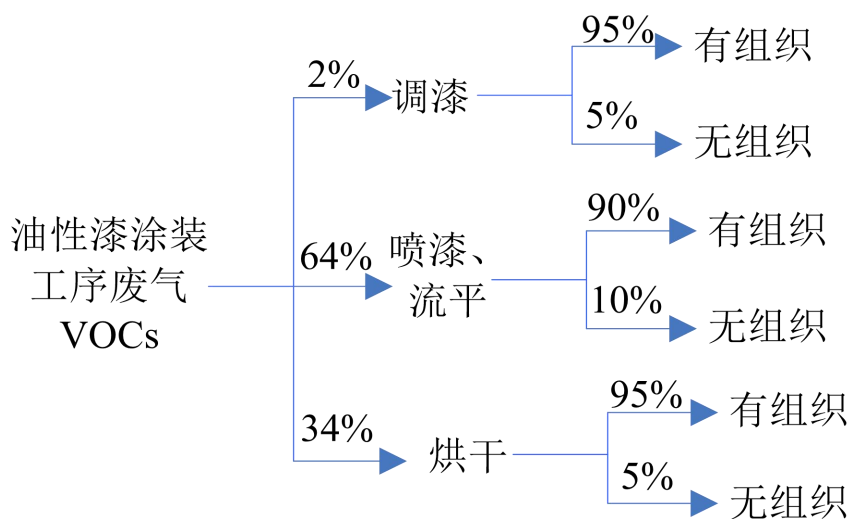 油性漆涂装
工序废气
VOCs
2%
调漆
95%
有组织
5%
无组织
64%
喷漆、
流平
90%
有组织
10%
无组织
34%
烘干
95%
有组织
5%
无组织